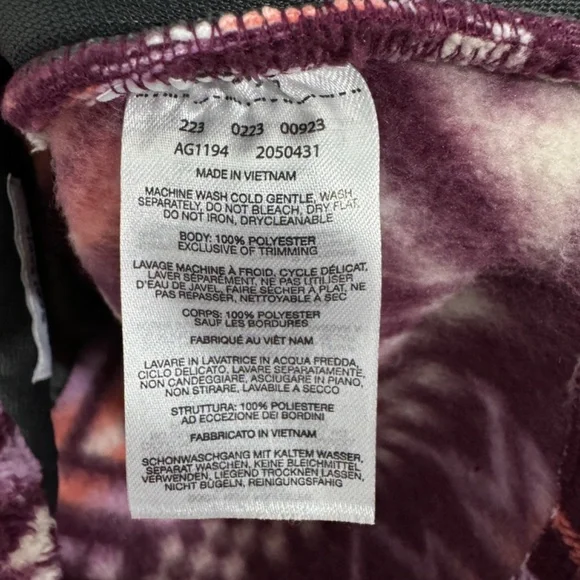 223 0223 00923
AG1194 2050431
MADE IN VIETNAM
MACHINE WASH COLD GENTLE, WASH
SEPARATELY, DO NOT BLEACH, DRY FLAT,
DO NOT IRON, DRYCLEANABLE
BODY: 100% POLYESTER
EXCLUSIVE OF TRIMMING
LAVAGE MACHINE À FROID, CYCLE DÉLICAT,
LAVER SÉPARÉMENT, NE PAS UTILISER
D'EAU DE JAVEL, FAIRE SÉCHER À PLAT, NE
PAS REPASSER, NETTOYABLE A SEC
CORPS: 100% POLYESTER
SAUF LES BORDURES
FABRIQUÉ AU VIÊT NAM
LAVARE IN LAVATRICE IN ACQUA FREDDA,
CICLO DELICATO, LAVARE SEPARATAMENTE,
NON CANDEGGIARE, ASCIUGARE IN PIANO,
NON STIRARE, LAVABILE A SECCO
STRUTTURA: 100% POLIESTERE
AD ECCEZIONE DEI BORDINI
FABBRICATO IN VIETNAM
SCHONWASCHGANG MIT KALTEM WASSER,
SEPARAT WASCHEN, KEINE BLEICHMITTEL
VERWENDEN, LIEGEND TROCKNEN LASSEN,
NICHT BÜGELN, REINIGUNGSFÄHIG